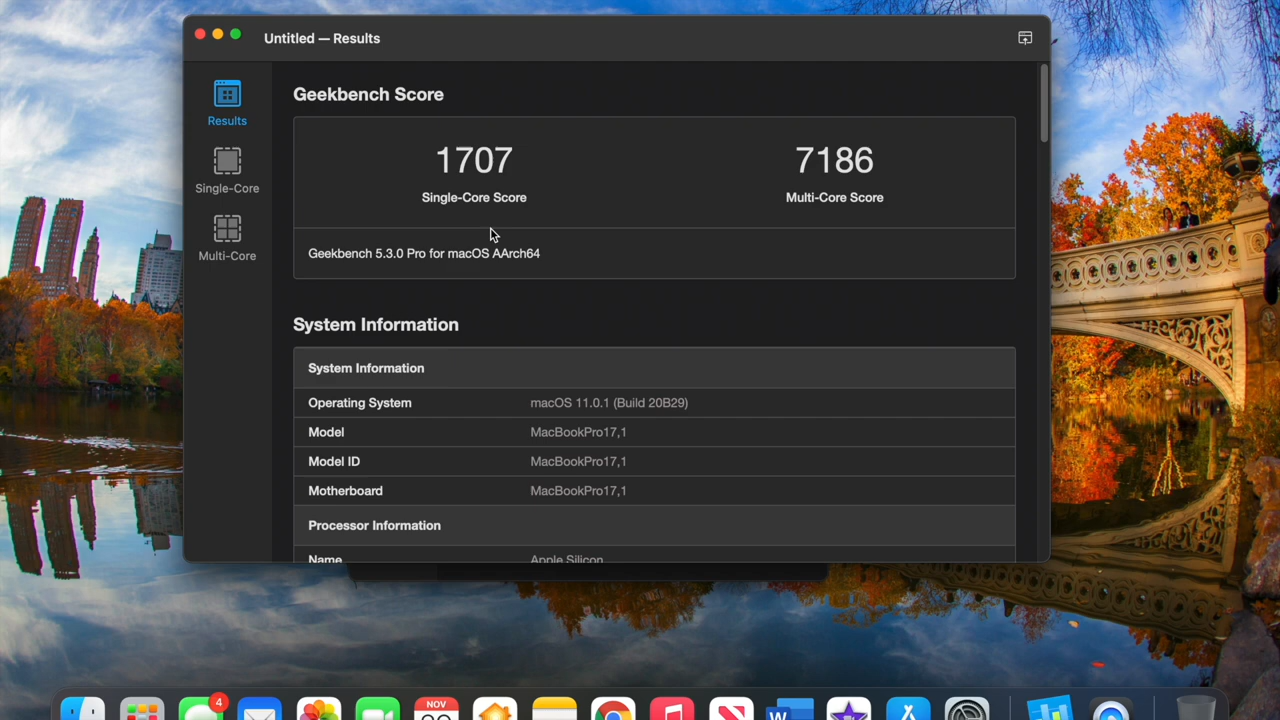 Untitled — Results
Results
Single-Core
Multi-Core
Geekbench Score
1707
Single-Core Score
7186
Multi-Core Score
Geekbench 5.3.0 Pro for macOS AArch64
System Information
System Information
Operating System macOS 11.0.1 (Build 20B29)
Model MacBookPro17,1
Model ID MacBookPro17,1
Motherboard MacBookPro17,1
Processor Information
Name Apple Silicon
4
NOV
W